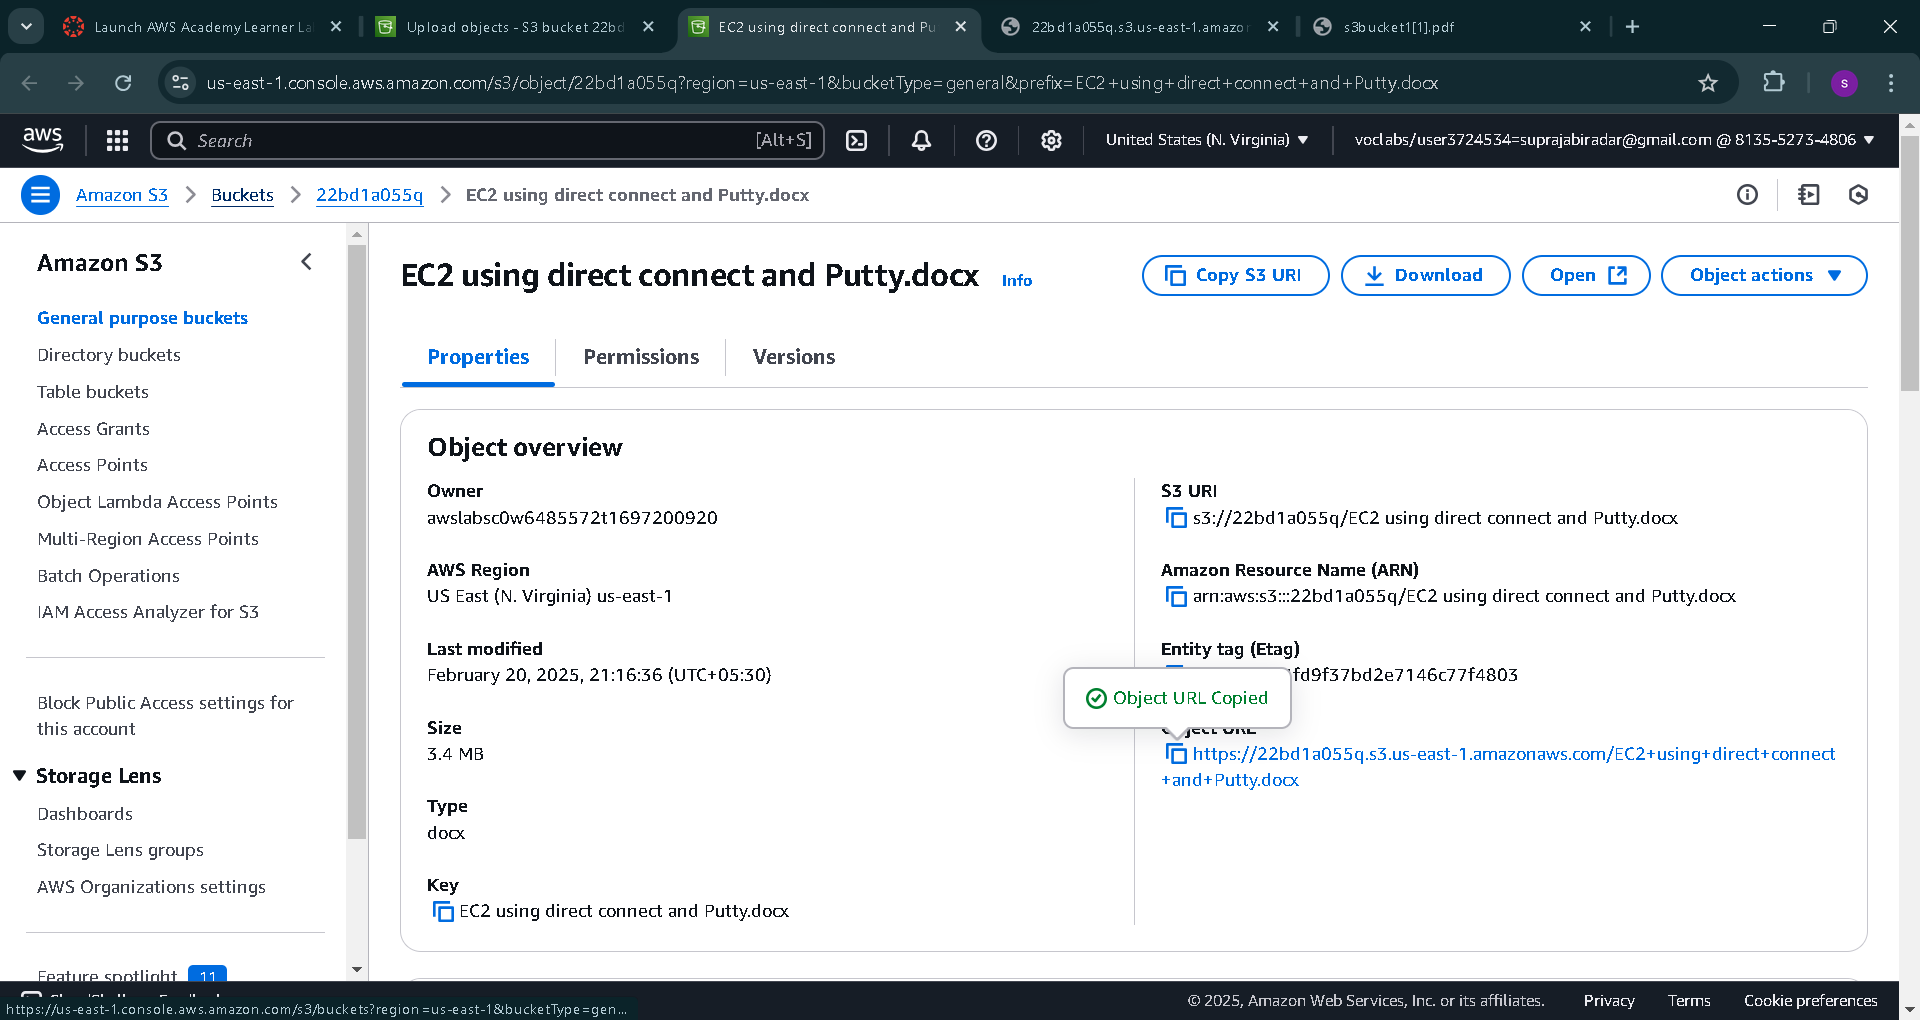 Launch AWS Academy Learner La
Upload objects - S3 bucket 22bd
EC2 using direct connect and Pu
22bd1a055q.s3.us-east-1.amazor
s3bucket1[1].pdf
us-east-1.console.aws.amazon.com/s3/object/22bd1a055q?region=us-east-1&bucketType=general&prefix=EC2+using+direct+connect+and+Putty.docx
s
aws
Search
[Alt+S]
United States (N. Virginia)
voclabs/user3724534=suprajabiradar@gmail.com @ 8135-5273-4806
Amazon S3
Buckets
22bd1a055q
EC2 using direct connect and Putty.docx
Amazon S3
General purpose buckets
Directory buckets
Table buckets
Access Grants
Access Points
Object Lambda Access Points
Multi-Region Access Points
Batch Operations
IAM Access Analyzer for S3
Block Public Access settings for
this account
Storage Lens
Dashboards
Storage Lens groups
AWS Organizations settings
Feature spotlight 11
EC2 using direct connect and Putty.docx
Info
Copy S3 URI
Download
Open
Object actions
Properties
Permissions
Versions
Object overview
Owner
awslabsc0w6485572t1697200920
AWS Region
US East (N. Virginia) us-east-1
Last modified
February 20, 2025, 21:16:36 (UTC+05:30)
Size
3.4 MB
Type
docx
Key
EC2 using direct connect and Putty.docx
S3 URI
s3://22bd1a055q/EC2 using direct connect and Putty.docx
Amazon Resource Name (ARN)
arn:aws:s3:::22bd1a055q/EC2 using direct connect and Putty.docx
Entity tag (Etag)
fd9f37bd2e7146c77f4803
Object URL Copied
Object URL
https://22bd1a055q.s3.us-east-1.amazonaws.com/EC2+using+direct+connect
+and+Putty.docx
https://us-east-1.console.aws.amazon.com/s3/buckets?region=us-east-1&bucketType=gen...
© 2025, Amazon Web Services, Inc. or its affiliates.
Privacy
Terms
Cookie preferences